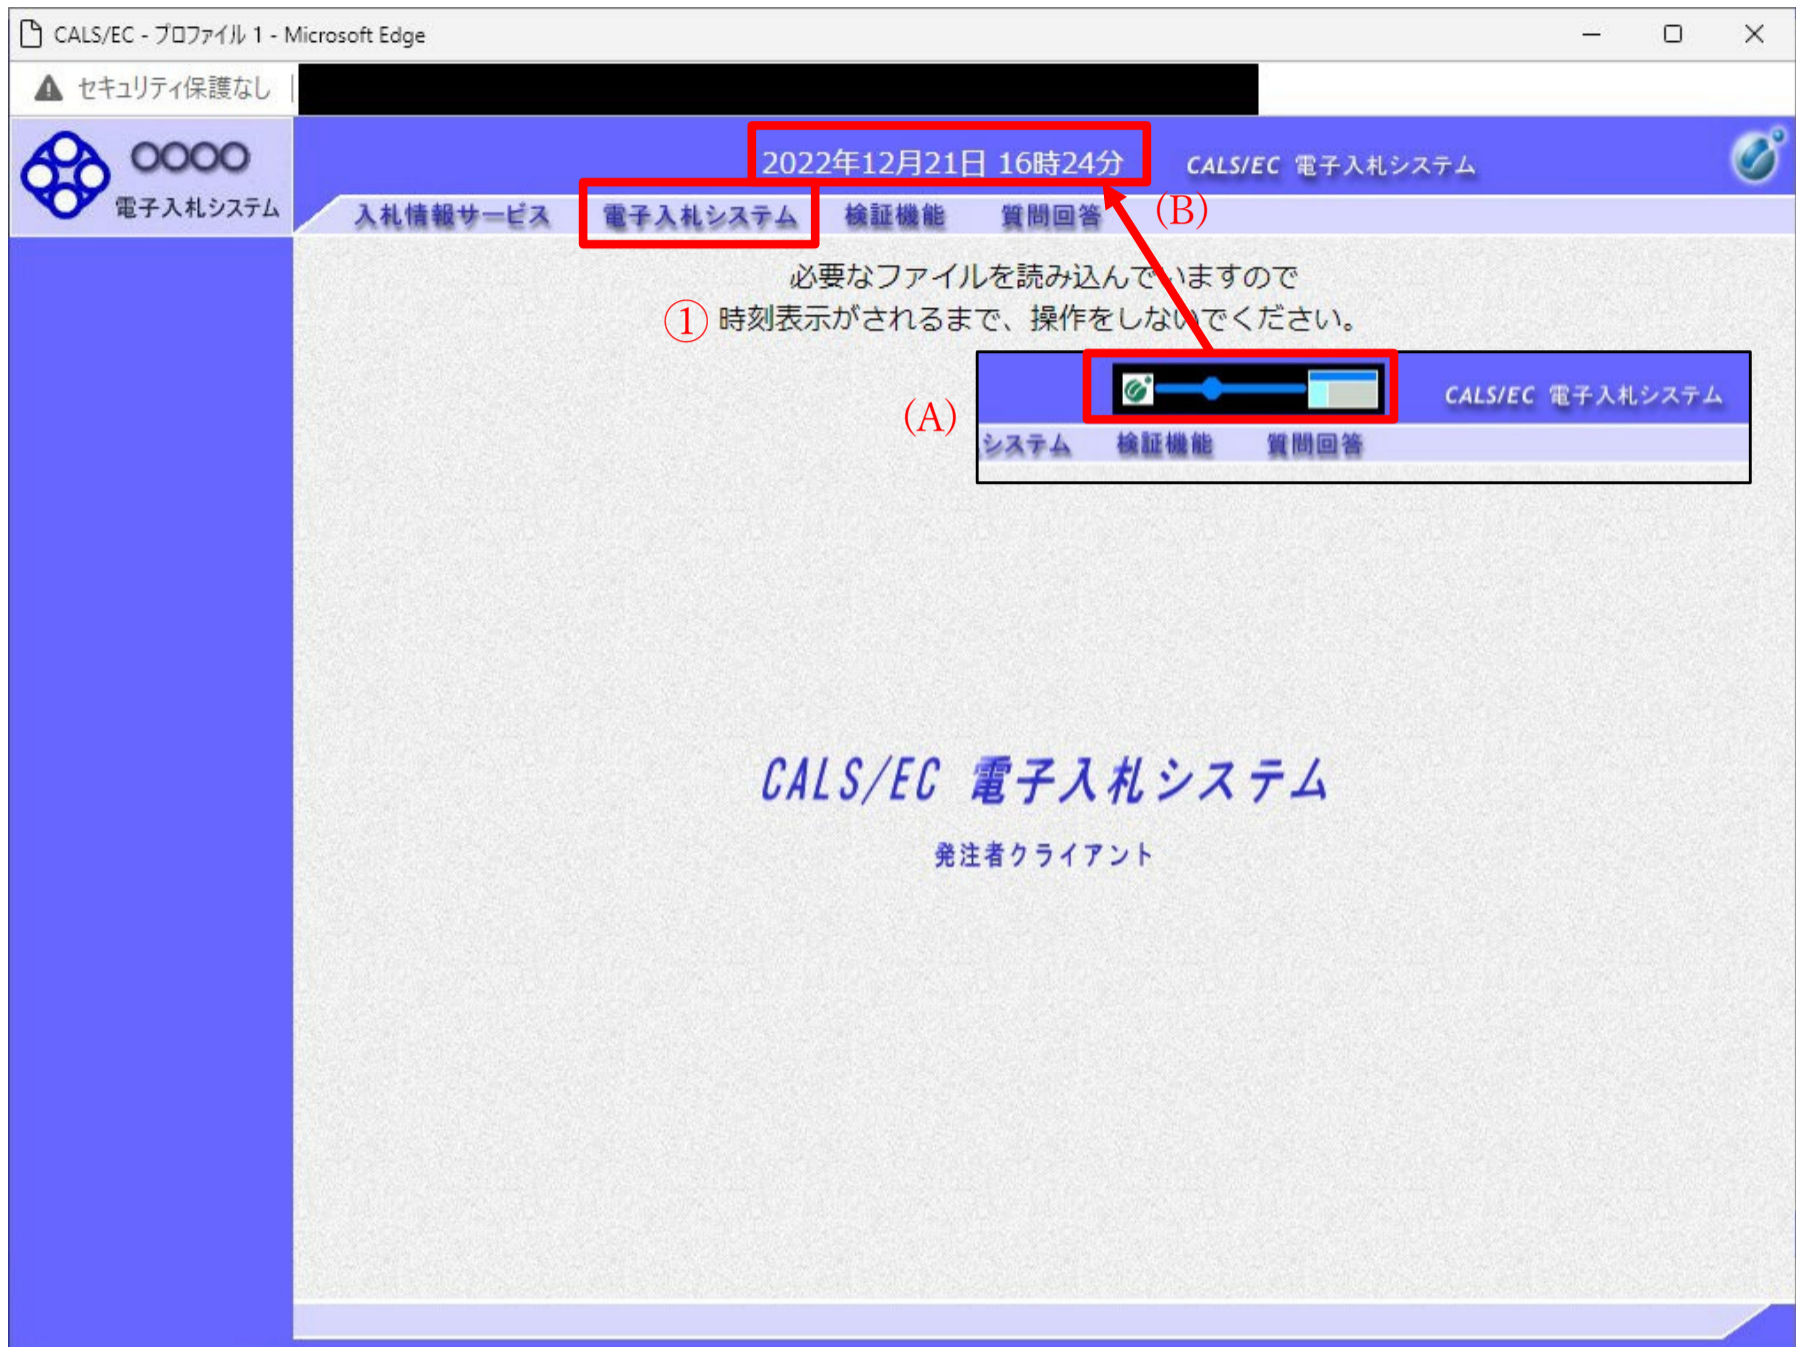 CALS/EC - プロファイル 1 - Microsoft Edge
セキュリティ保護なし
○○○○
電子入札システム
2022年12月21日 16時24分
CALS/EC 電子入札システム
入札情報サービス 電子入札システム 検証機能 質問回答
(B)
必要なファイルを読み込んでいますので
① 時刻表示がされるまで、操作をしないでください。
(A)
CALS/EC 電子入札システム
システム 検証機能 質問回答
CALS/EC 電子入札システム
発注者クライアント